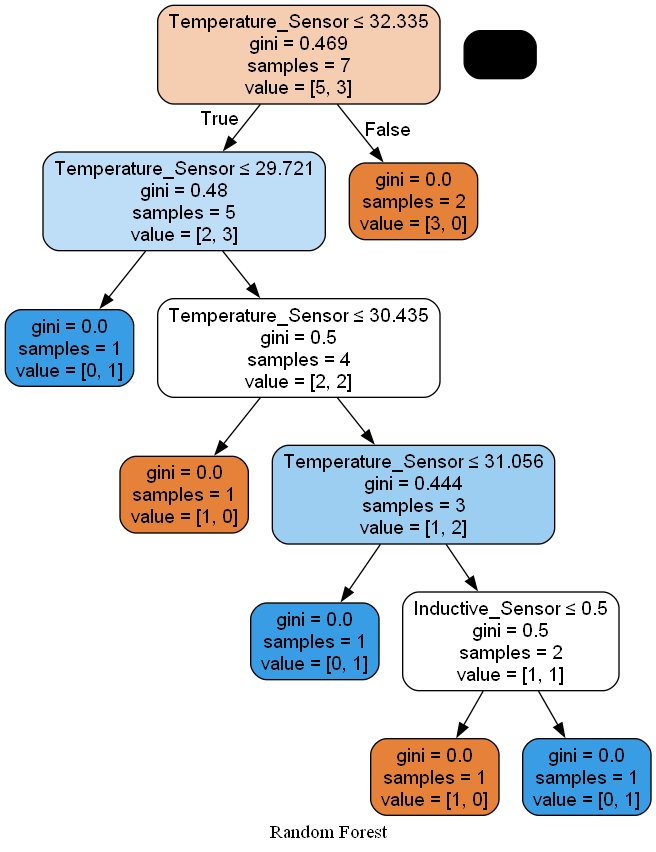 Temperature_Sensor ≤ 32.335
gini = 0.469
samples = 7
value = [5, 3]
True
False
Temperature_Sensor ≤ 29.721
gini = 0.48
samples = 5
value = [2, 3]
gini = 0.0
samples = 2
value = [3, 0]
gini = 0.0
samples = 1
value = [0, 1]
Temperature_Sensor ≤ 30.435
gini = 0.5
samples = 4
value = [2, 2]
gini = 0.0
samples = 1
value = [1, 0]
Temperature_Sensor ≤ 31.056
gini = 0.444
samples = 3
value = [1, 2]
gini = 0.0
samples = 1
value = [0, 1]
Inductive_Sensor ≤ 0.5
gini = 0.5
samples = 2
value = [1, 1]
gini = 0.0
samples = 1
value = [1, 0]
gini = 0.0
samples = 1
value = [0, 1]
Random Forest